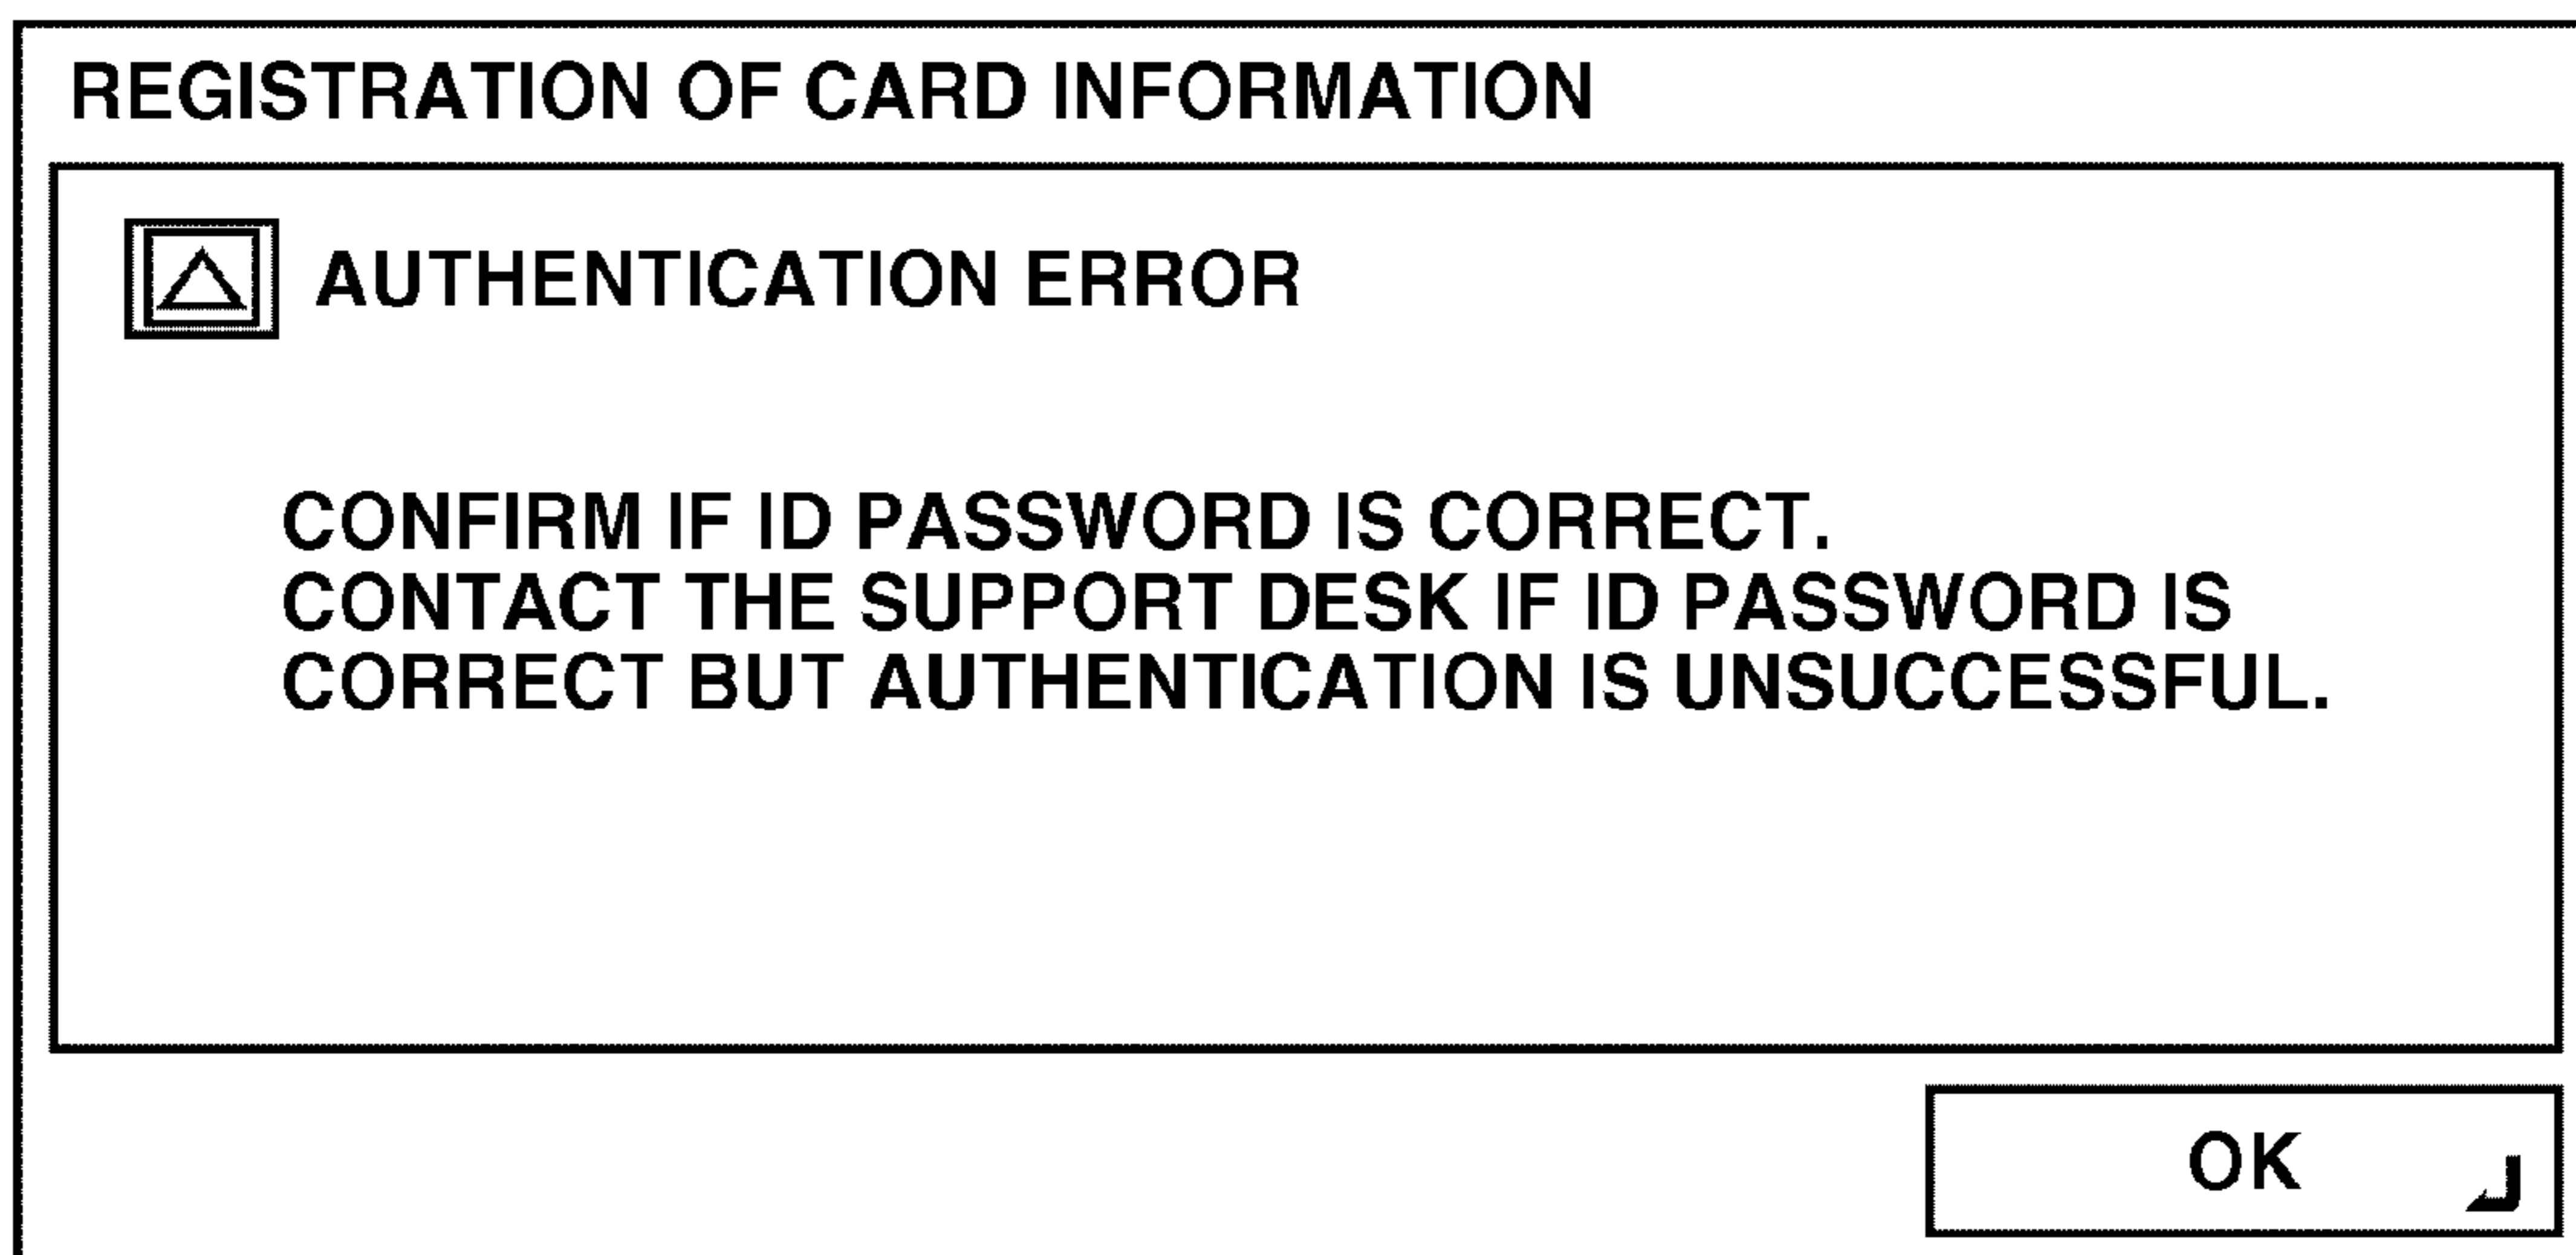 REGISTRATION OF CARD INFORMATION
AUTHENTICATION ERROR
CONFIRM IF ID PASSWORD IS CORRECT.
CONTACT THE SUPPORT DESK IF ID PASSWORD IS
CORRECT BUT AUTHENTICATION IS UNSUCCESSFUL.
OK